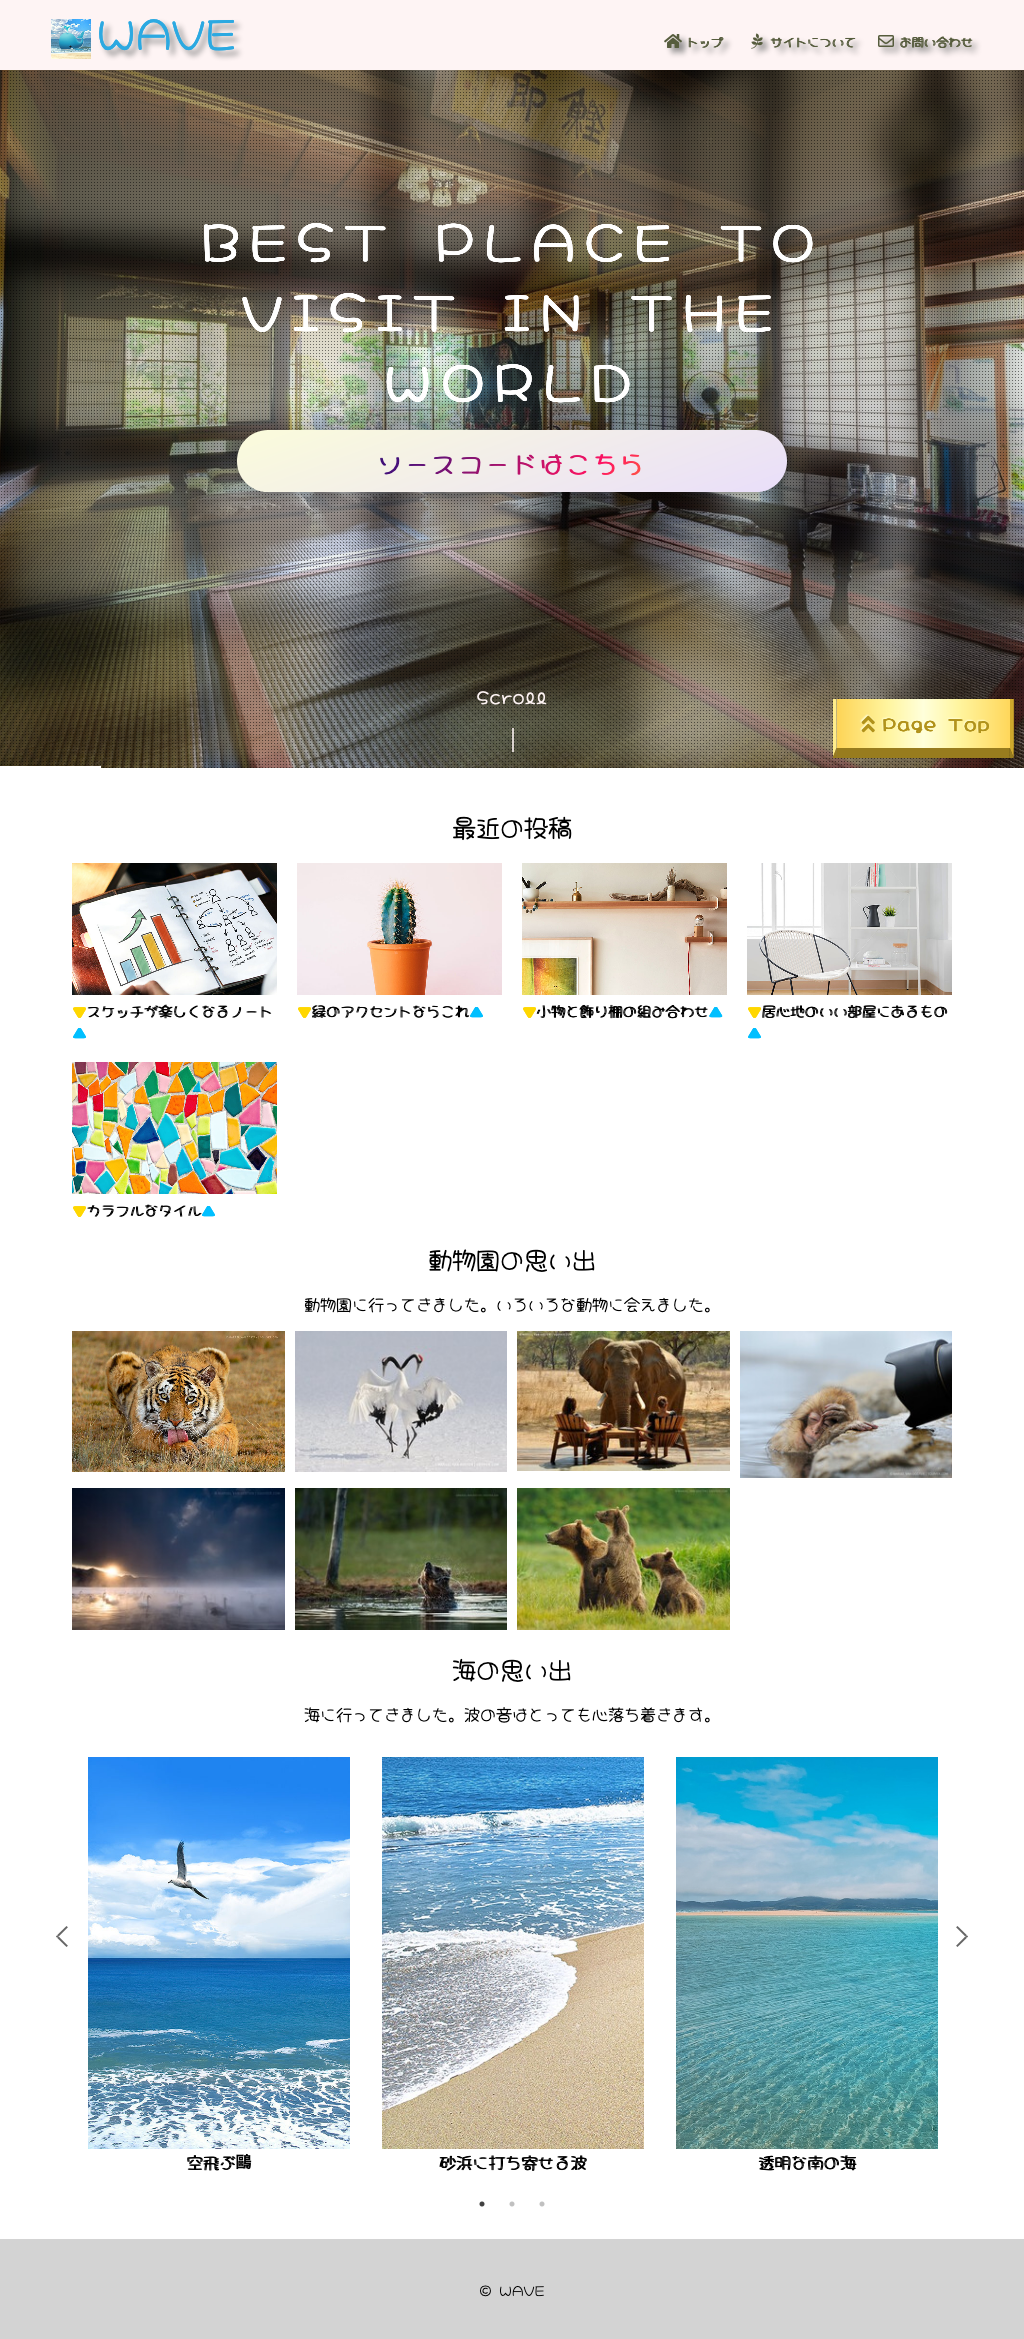 WAVE
トップ
サイトについて
お問い合わせ
鰹節
BEST PLACE TO
VISIT IN THE
WORLD
ソースコードはこちら
Scroll
Page Top
最近の投稿
スケッチが楽しくなるノート
緑のアクセントならこれ
小物と飾り棚の組み合わせ
居心地のいい部屋にあるもの
カラフルなタイル
動物園の思い出
動物園に行ってきました。いろいろな動物に会えました。
海の思い出
海に行ってきました。波の音はとっても心落ち着きます。
空飛ぶ鷗
砂浜に打ち寄せる波
透明な南の海
© WAVE